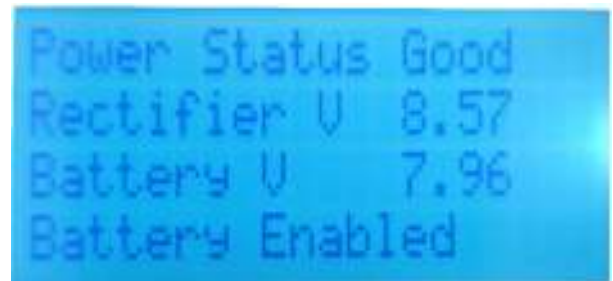 Power Status Good
Rectifier V 8.57
Battery V 7.96
Battery Enabled